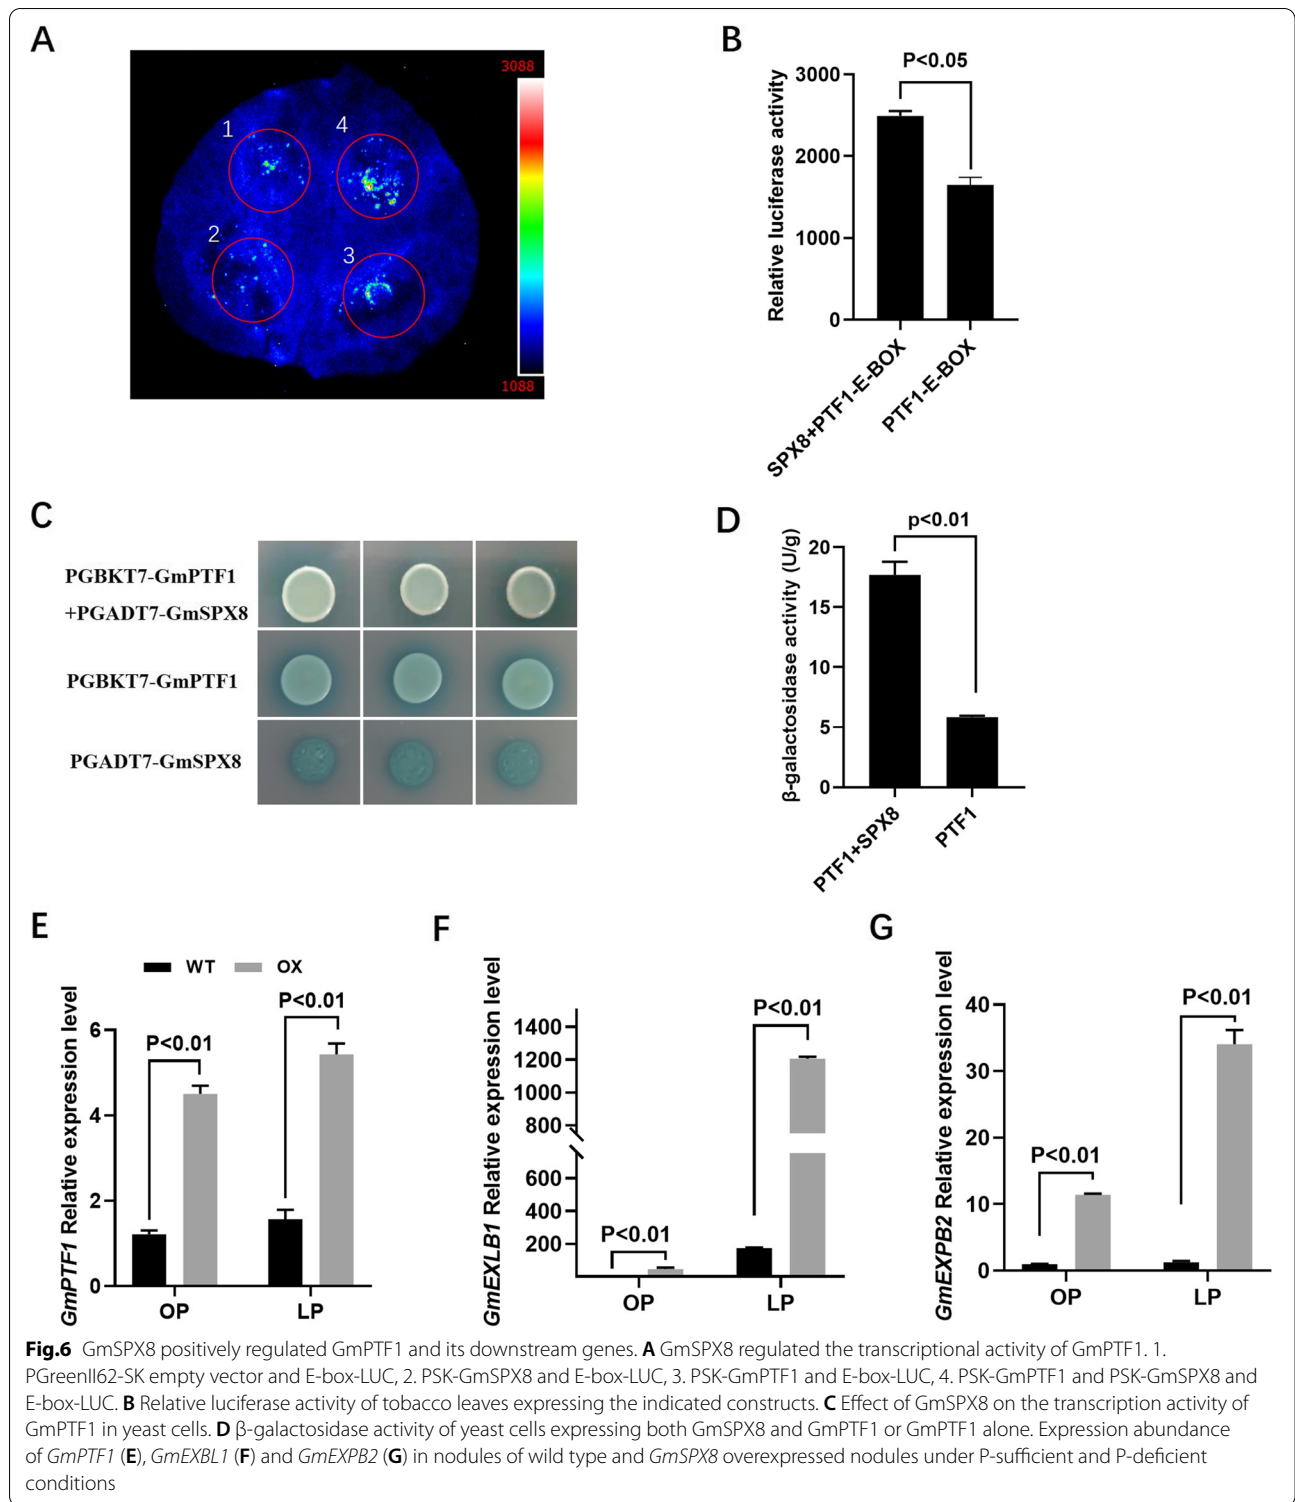 A
3088
1
4
2
3
1088
B
P<0.05
Relative luciferase activity
3000
2000
1000
0
SPX8+PTF1-E-BOX
PTF1-E-BOX
C
PGBKT7-GmPTF1
+PGADT7-GmSPX8
PGBKT7-GmPTF1
PGADT7-GmSPX8
D
p<0.01
β-galactosidase activity (U/g)
20
15
10
5
0
PTF1+SPX8
PTF1
E
WT
OX
GmPTF1 Relative expression level
6
4
2
0
P<0.01
P<0.01
OP
LP
F
GmEXLB1 Relative expression level
1400
1200
1000
800
600
400
200
P<0.01
P<0.01
OP
LP
G
GmEXPB2 Relative expression level
40
30
20
10
0
P<0.01
P<0.01
OP
LP
Fig.6 GmSPX8 positively regulated GmPTF1 and its downstream genes. A GmSPX8 regulated the transcriptional activity of GmPTF1. 1.
PGreenII62-SK empty vector and E-box-LUC, 2. PSK-GmSPX8 and E-box-LUC, 3. PSK-GmPTF1 and E-box-LUC, 4. PSK-GmPTF1 and PSK-GmSPX8 and
E-box-LUC. B Relative luciferase activity of tobacco leaves expressing the indicated constructs. C Effect of GmSPX8 on the transcription activity of
GmPTF1 in yeast cells. D β-galactosidase activity of yeast cells expressing both GmSPX8 and GmPTF1 or GmPTF1 alone. Expression abundance
of GmPTF1 (E), GmEXBL1 (F) and GmEXPB2 (G) in nodules of wild type and GmSPX8 overexpressed nodules under P-sufficient and P-deficient
conditions